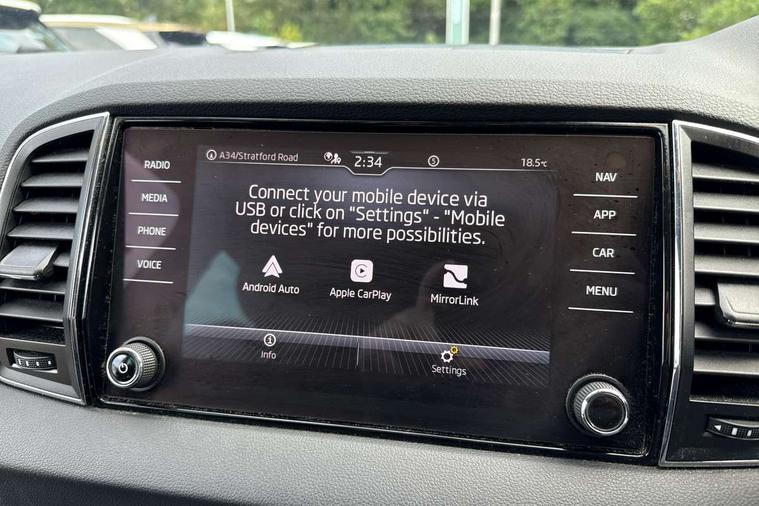 RADIO
MEDIA
PHONE
VOICE
A34/Stratford Road
2:34
S
18.5°C
Connect your mobile device via
USB or click on "Settings" - "Mobile
devices" for more possibilities.
Android Auto
Apple CarPlay
MirrorLink
Info
Settings
NAV
APP
CAR
MENU